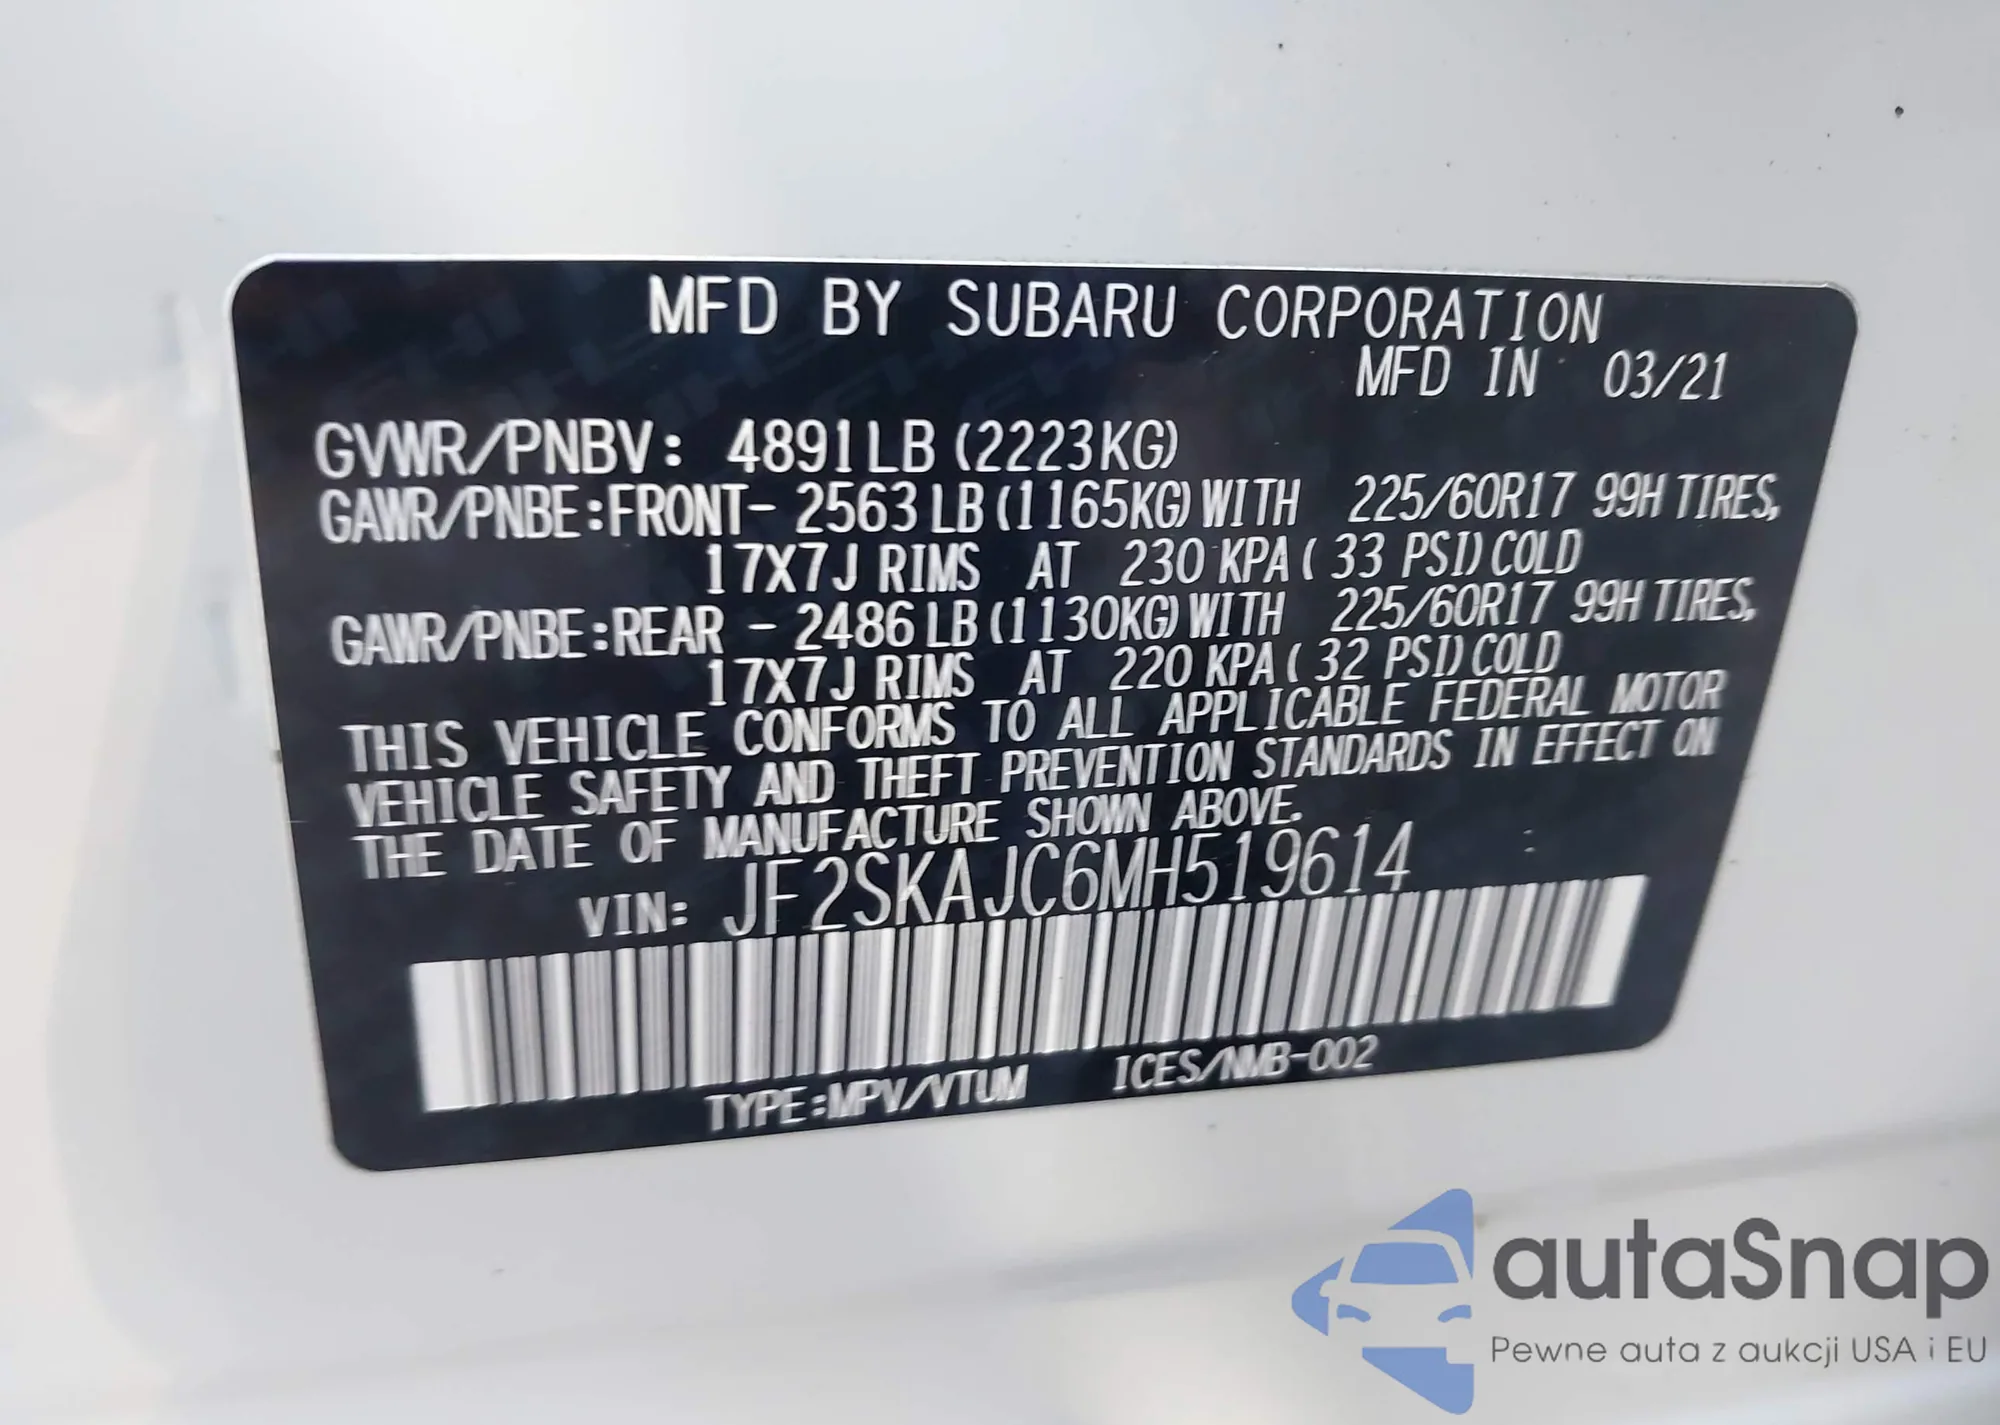 MFD BY SUBARU CORPORATION
MFD IN 03/21
GVWR/PNBV: 4891LB (2223KG)
GAWR/PNBE:FRONT- 2563LB(1165KG)WITH 225/60R17 99H TIRES,
17X7J RIMS AT 230 KPA( 33 PSI)COLD
GAWR/PNBE:REAR - 2486LB(1130KG)WITH 225/60R17 99H TIRES,
17X7J RIMS AT 220 KPA( 32 PSI)COLD
THIS VEHICLE CONFORMS TO ALL APPLICABLE FEDERAL MOTOR
VEHICLE SAFETY AND THEFT PREVENTION STANDARDS IN EFFECT ON
THE DATE OF MANUFACTURE SHOWN ABOVE.
VIN: JF2SKAJC6MH519614
TYPE:MPV/VTUM ICES/NMB-002
autaSnap
Pewne auta z aukcji USA i EU